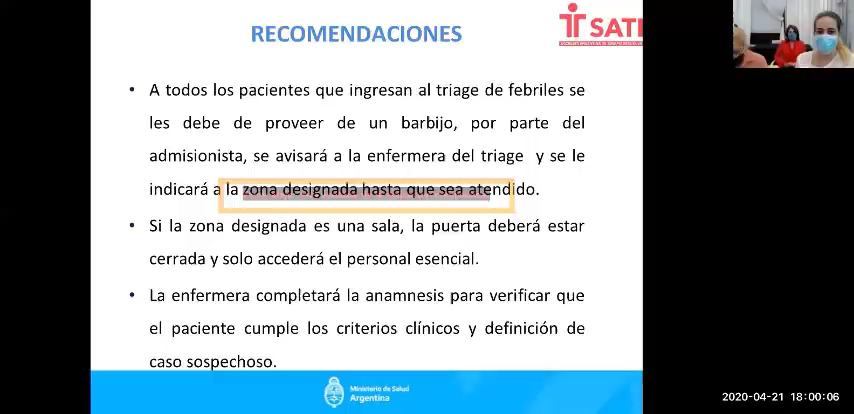 RECOMENDACIONES
SATI
• A todos los pacientes que ingresan al triage de febriles se
les debe de proveer de un barbijo, por parte del
admisionista, se avisará a la enfermera del triage y se le
indicará a la zona designada hasta que sea atendido.
• Si la zona designada es una sala, la puerta deberá estar
cerrada y solo accederá el personal esencial.
• La enfermera completará la anamnesis para verificar que
el paciente cumple los criterios clínicos y definición de
caso sospechoso.
Ministerio de Salud
Argentina
2020-04-21 18:00:06